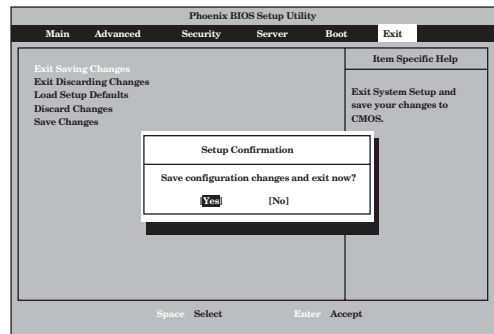 Phoenix BIOS Setup Utility
Main Advanced Security Server Boot Exit
Exit Saving Changes
Exit Discarding Changes
Load Setup Defaults
Discard Changes
Save Changes
Item Specific Help
Exit System Setup and
save your changes to
CMOS.
Setup Confirmation
Save configuration changes and exit now?
[Yes] [No]
Space Select Enter Accept